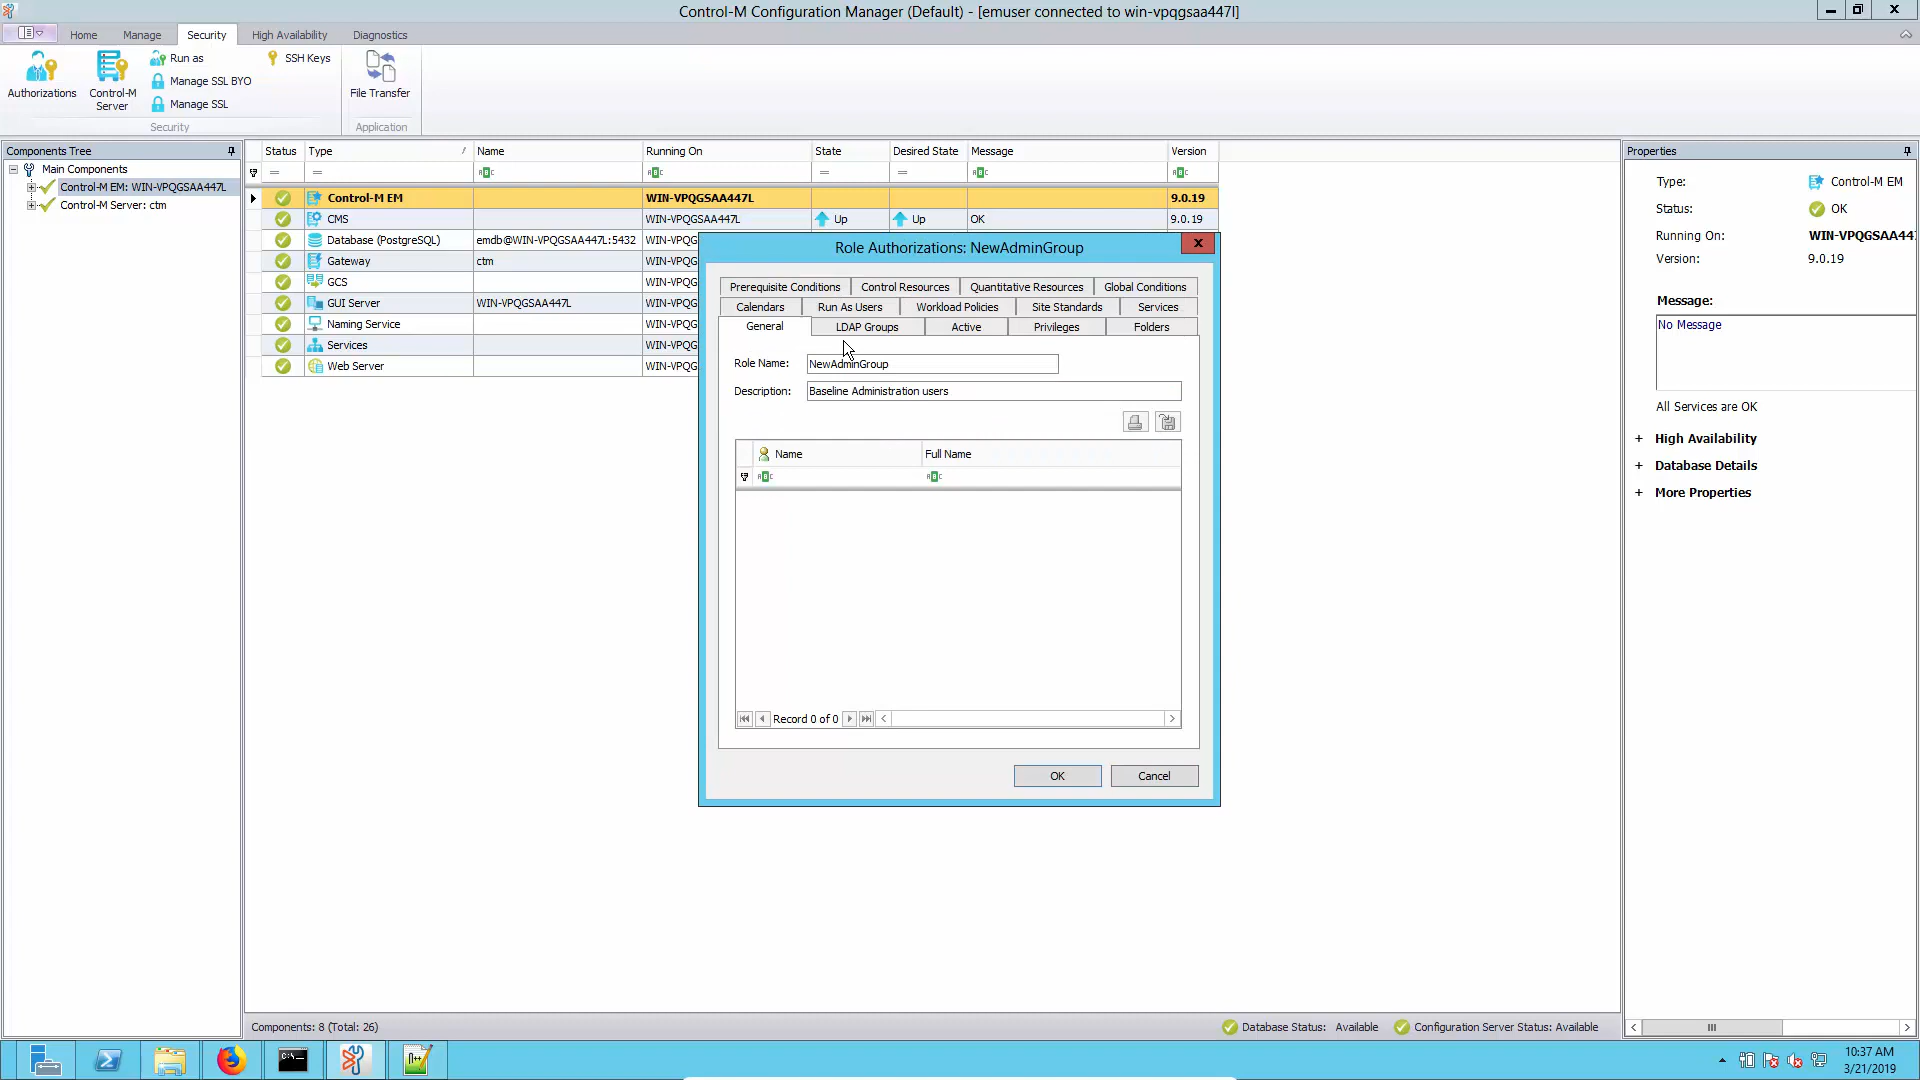 Control-M Configuration Manager (Default) - [emuser connected to win-vpqgsaa447l]
Home Manage Security High Availability Diagnostics
Authorizations
Control-M Server
Run as
Manage SSL BYO
Manage SSL
SSH Keys
Security
File Transfer
Application
Components Tree
Main Components
Control-M EM: WIN-VPQGSAA447L
Control-M Server: ctm
Status Type Name Running On State Desired State Message Version
Control-M EM WIN-VPQGSAA447L 9.0.19
CMS WIN-VPQGSAA447L Up Up OK 9.0.19
Database (PostgreSQL) emdb@WIN-VPQGSAA447L:5432 WIN-VPQG
Gateway ctm WIN-VPQG
GCS WIN-VPQG
GUI Server WIN-VPQGSAA447L WIN-VPQG
Naming Service WIN-VPQG
Services WIN-VPQG
Web Server WIN-VPQG
Role Authorizations: NewAdminGroup
Prerequisite Conditions Control Resources Quantitative Resources Global Conditions
Calendars Run As Users Workload Policies Site Standards Services
General LDAP Groups Active Privileges Folders
Role Name: NewAdminGroup
Description: Baseline Administration users
Name Full Name
Record 0 of 0
OK Cancel
Properties
Type: Control-M EM
Status: OK
Running On: WIN-VPQGSAA44
Version: 9.0.19
Message:
No Message
All Services are OK
+ High Availability
+ Database Details
+ More Properties
Components: 8 (Total: 26)
Database Status: Available Configuration Server Status: Available
10:37 AM
3/21/2019